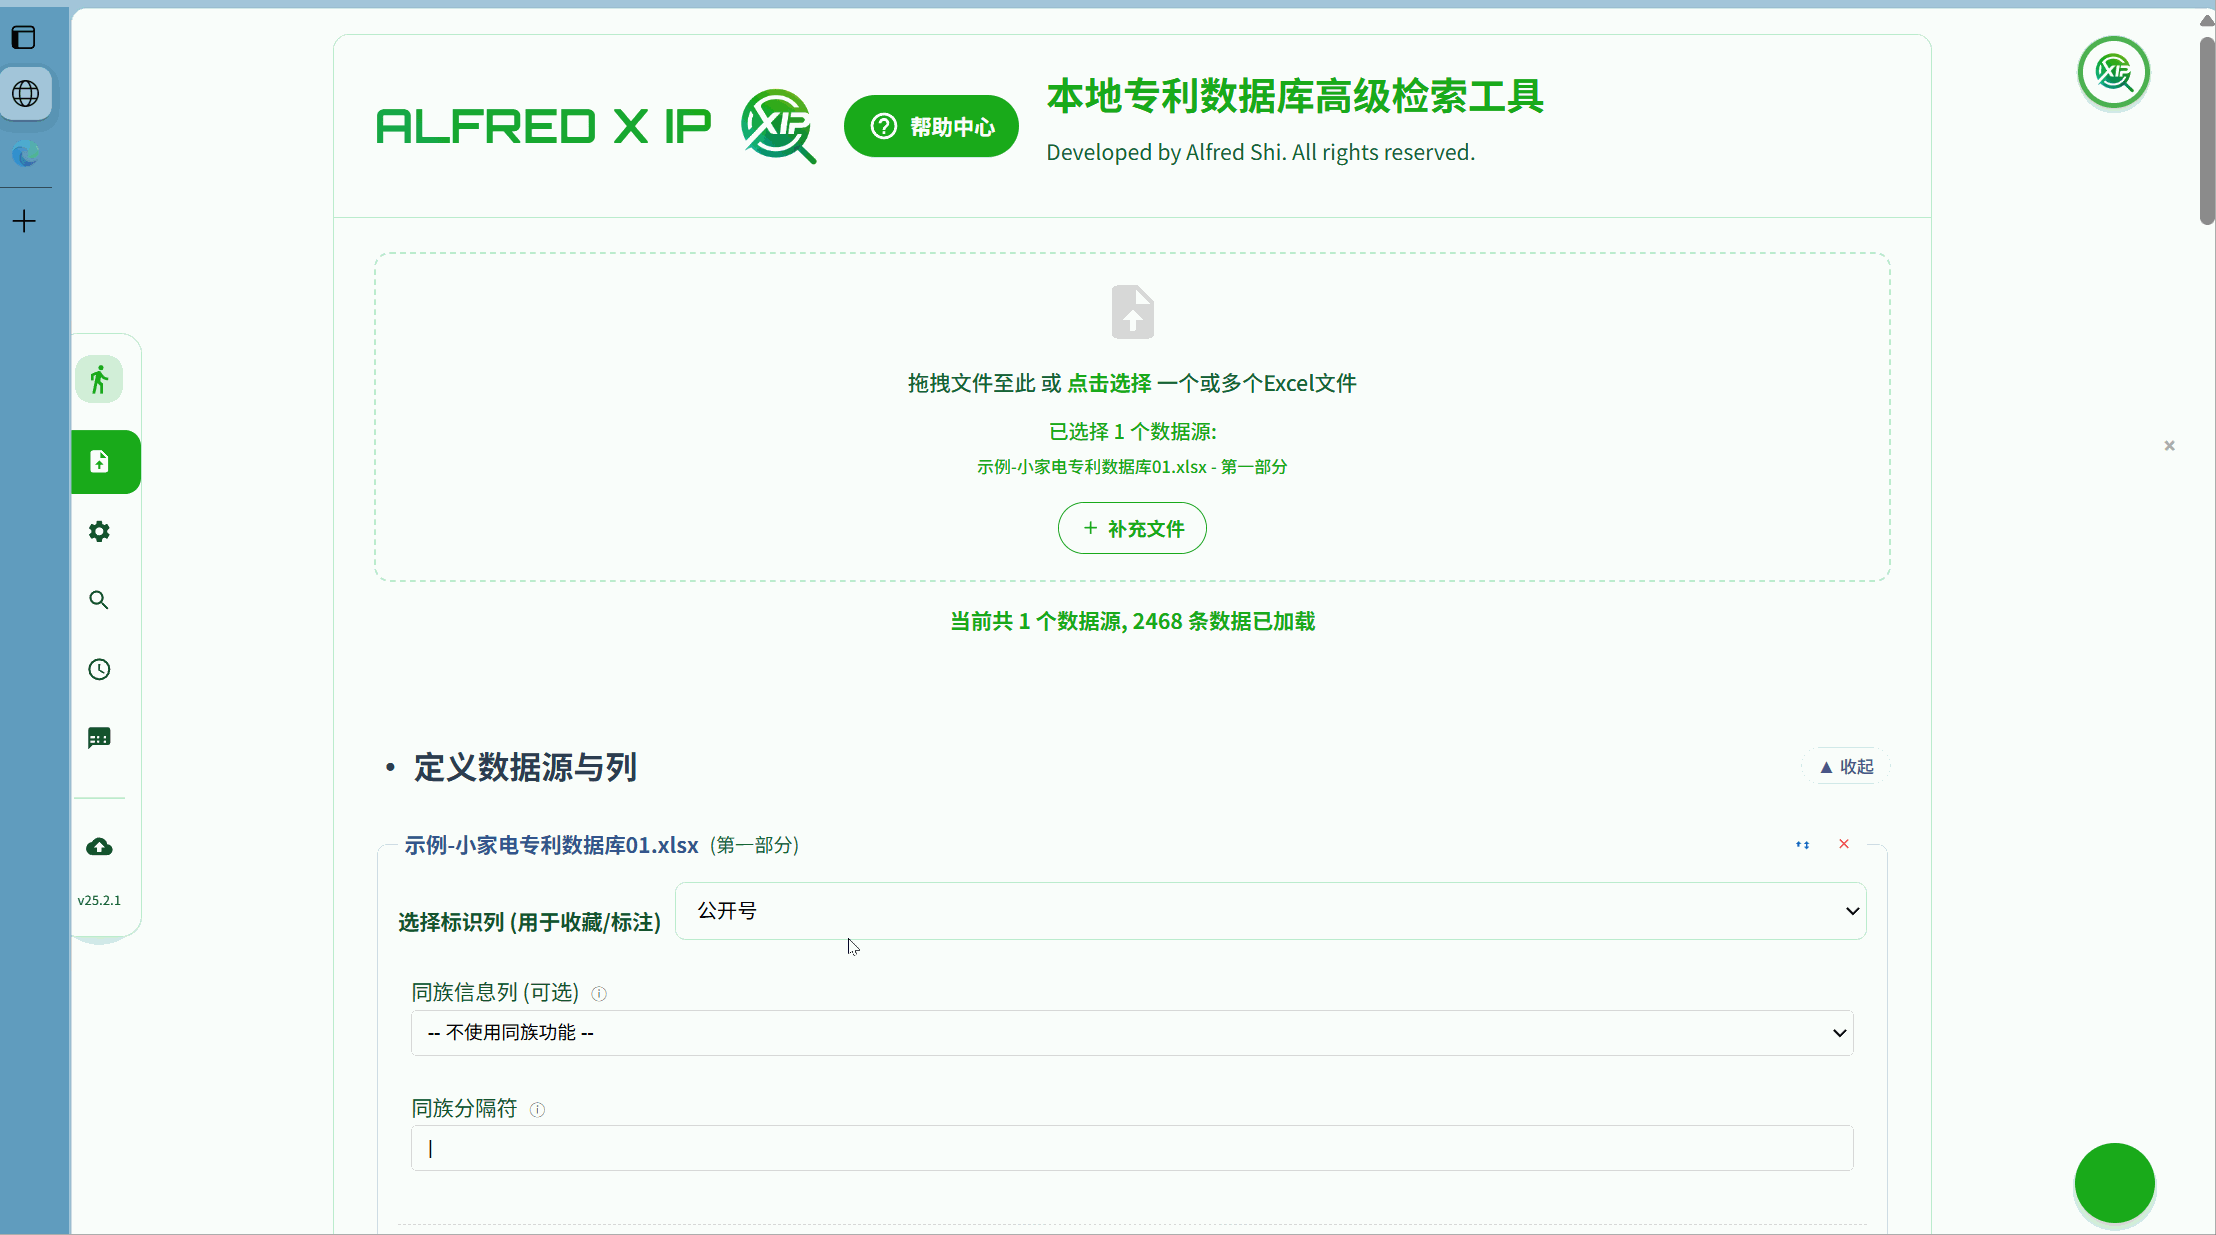 ALFRED X IP
XIP
帮助中心
本地专利数据库高级检索工具
Developed by Alfred Shi. All rights reserved.
XIP
拖拽文件至此 或 点击选择 一个或多个Excel文件
已选择 1 个数据源:
示例-小家电专利数据库01.xlsx - 第一部分
+ 补充文件
当前共 1 个数据源, 2468 条数据已加载
• 定义数据源与列
▲ 收起
示例-小家电专利数据库01.xlsx (第一部分)
选择标识列 (用于收藏/标注)
公开号
同族信息列 (可选)
-- 不使用同族功能 --
同族分隔符
|
v25.2.1